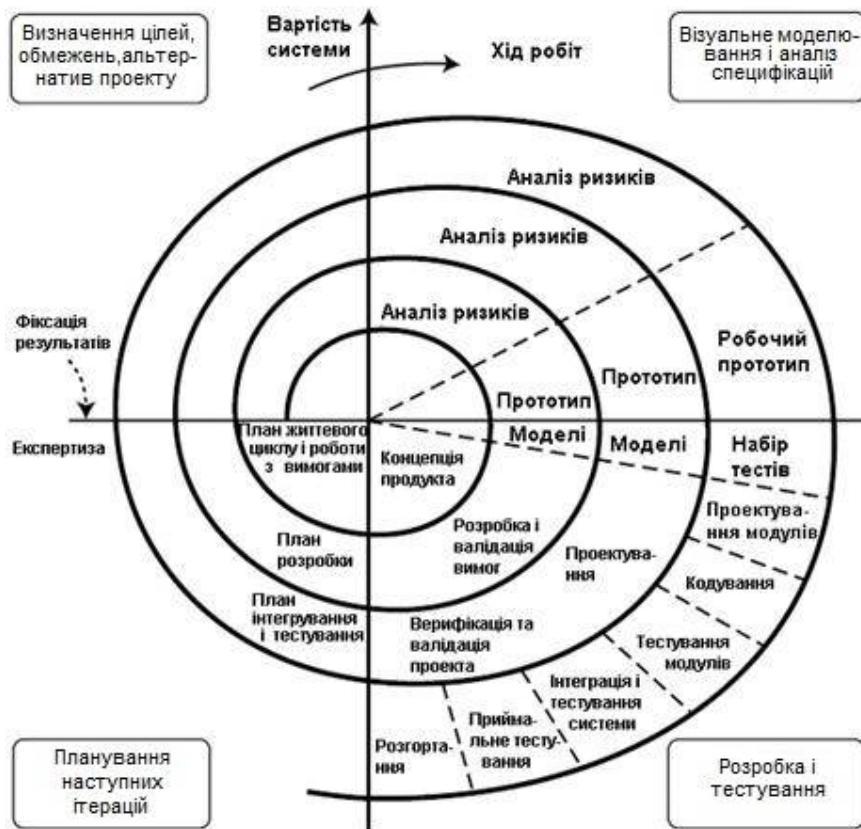 Визначення цілей,
обмежень,альтер-
натив проекту
Вартість
системи
Хід робіт
Візуальне моделю-
вання і аналіз
специфікацій
Аналіз ризиків
Аналіз ризиків
Аналіз ризиків
Фіксація
результатів
Робочий
прототип
Прототип
Прототип
Експертиза
План життевого
циклу і роботи
з вимогами
Концепція
продукта
Моделі
Моделі
Набір
тестів
Проектува-
ння модулів
План
розробки
Розробка і
валідація
вимог
Проектува-
ння
Кодування
План
інтегрування
і тестування
Верифікація та
валідація
проекта
Тестування
модулів
Інтеграція і
тестування
системи
Прийма-
льне тесту-
вання
Розгорта-
ння
Планування
наступних
ітерацій
Розробка і
тестування